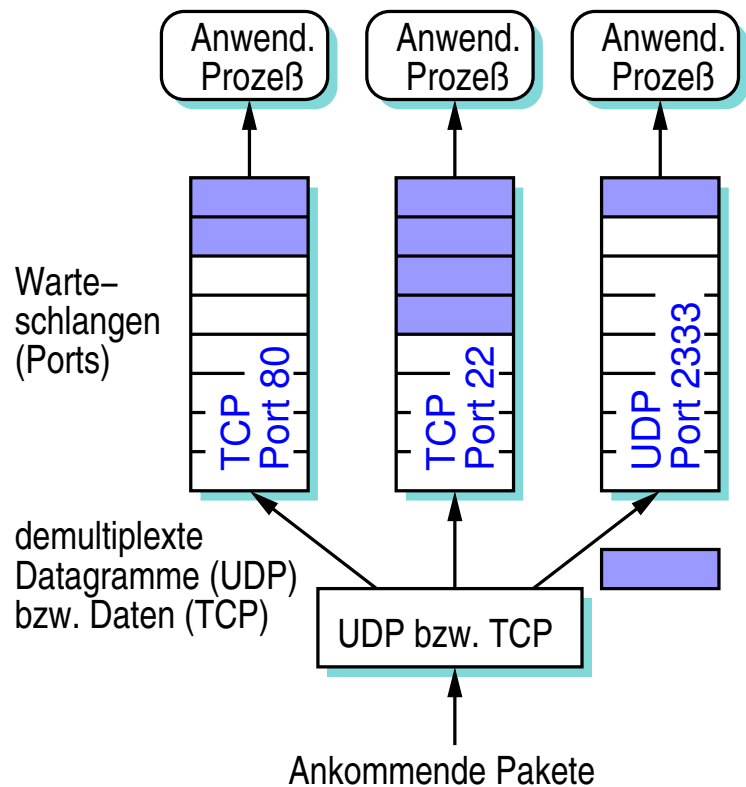 Anwend.
Prozeß
Anwend.
Prozeß
Anwend.
Prozeß
Warte–
schlangen
(Ports)
TCP
Port 80
TCP
Port 22
UDP
Port 2333
demultiplexte
Datagramme (UDP)
bzw. Daten (TCP)
UDP bzw. TCP
Ankommende Pakete